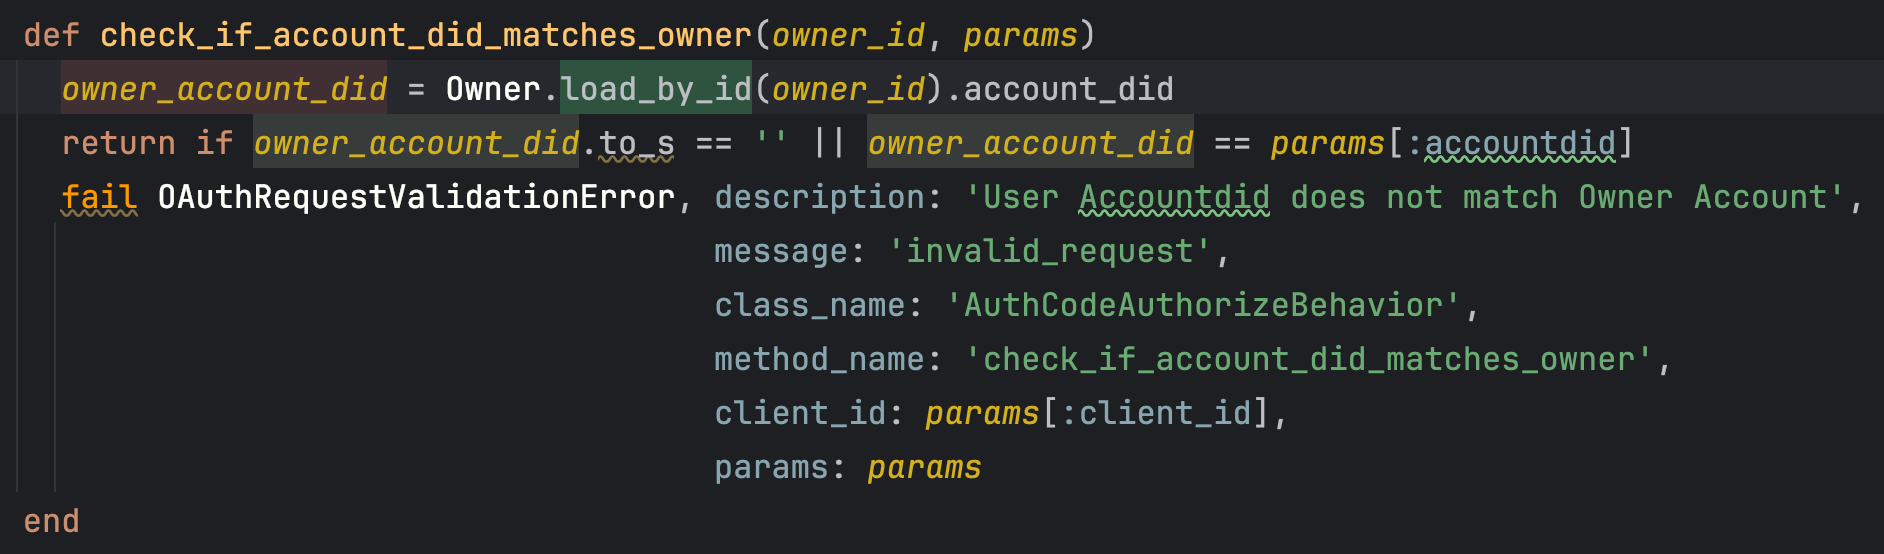 def check_if_account_did_matches_owner(owner_id, params)
owner_account_did = Owner.load_by_id(owner_id).account_did
return if owner_account_did.to_s == '' || owner_account_did == params[:accountdid]
fail OAuthRequestValidationError, description: 'User Accountdid does not match Owner Account',
message: 'invalid_request',
class_name: 'AuthCodeAuthorizeBehavior',
method_name: 'check_if_account_did_matches_owner',
client_id: params[:client_id],
params: params
end